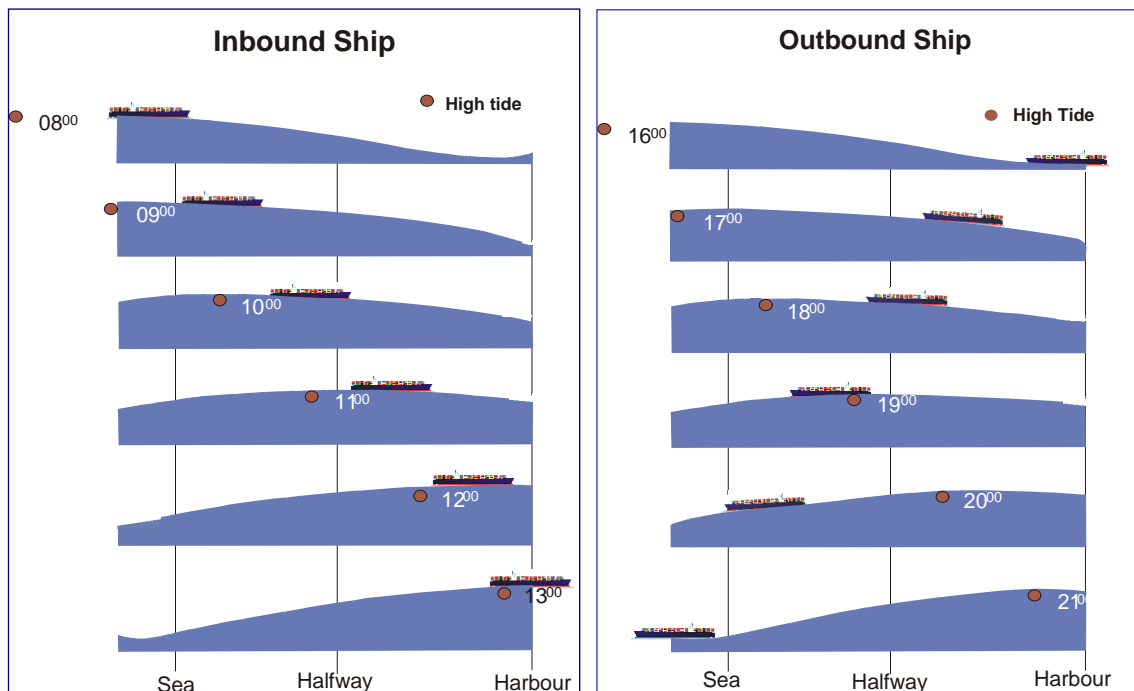 Inbound Ship
High tide
08⁰⁰
09⁰⁰
10⁰⁰
11⁰⁰
12⁰⁰
13⁰⁰
Sea Halfway Harbour
Outbound Ship
High Tide
16⁰⁰
17⁰⁰
18⁰⁰
19⁰⁰
20⁰⁰
21⁰⁰
Sea Halfway Harbour